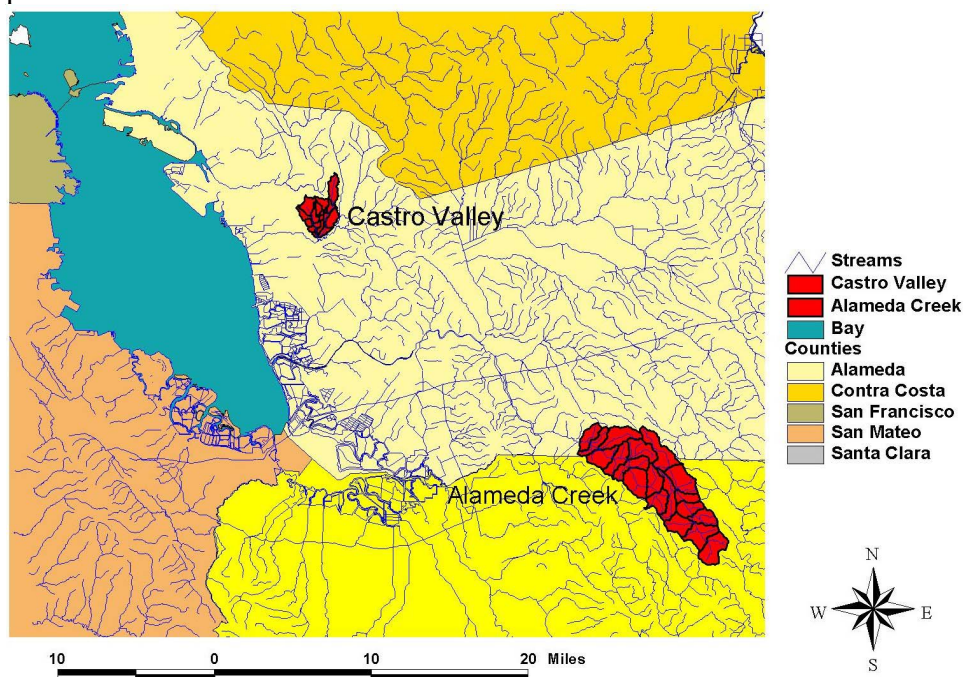 Castro Valley
Alameda Creek
Streams
Castro Valley
Alameda Creek
Bay
Counties
Alameda
Contra Costa
San Francisco
San Mateo
Santa Clara
N
W E
S
10 0 10 20 Miles